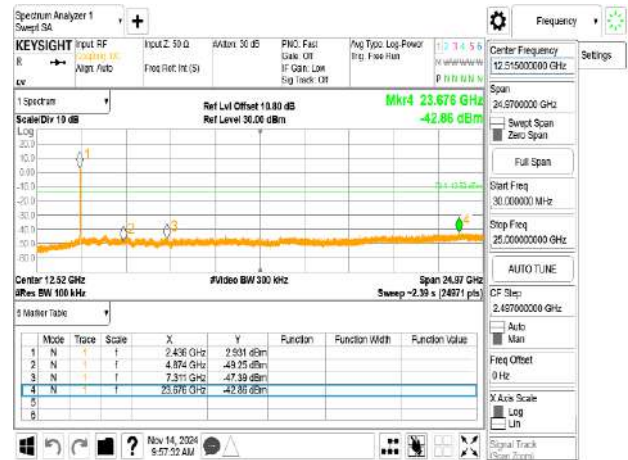 Spectrum Analyzer 1
Swept SA
+
Frequency
KEYSIGHT
R
Input: RF
Align: Auto
Input Z: 50 Ω
Freq Ref: Int (S)
#Atten: 30 dB
PNO: Fast
Gate: Off
IF Gain: Low
Sig Track: Off
Avg Type: Log-Power
Trig: Free Run
1 2 3 4 5 6
P N N N N N
Center Frequency
12.515000000 GHz
Settings
Span
24.9700000 GHz
Swept Span
Zero Span
Full Span
Start Freq
30.000000 MHz
Stop Freq
25.000000000 GHz
AUTO TUNE
CF Step
2.497000000 GHz
Auto
Man
Freq Offset
0 Hz
X Axis Scale
Log
Lin
Signal Track
(Span Zoom)
1 Spectrum
Scale/Div 10 dB
Ref Lvl Offset 10.80 dB
Ref Level 30.00 dBm
Mkr4 23.676 GHz
-42.86 dBm
Log
20.0
10.0
0.00
-10.0
-20.0
-30.0
-40.0
-50.0
-60.0
1
2
3
4
Center 12.52 GHz
#Video BW 300 kHz
Span 24.97 GHz
#Res BW 100 kHz
Sweep ~2.39 s (24971 pts)
5 Marker Table
Mode Trace Scale X Y Function Function Width Function Value
1 N 1 f 2.436 GHz 2.931 dBm
2 N 1 f 4.874 GHz -49.25 dBm
3 N 1 f 7.311 GHz -47.39 dBm
4 N 1 f 23.676 GHz -42.86 dBm
5
6
?
Nov 14, 2024
9:57:32 AM